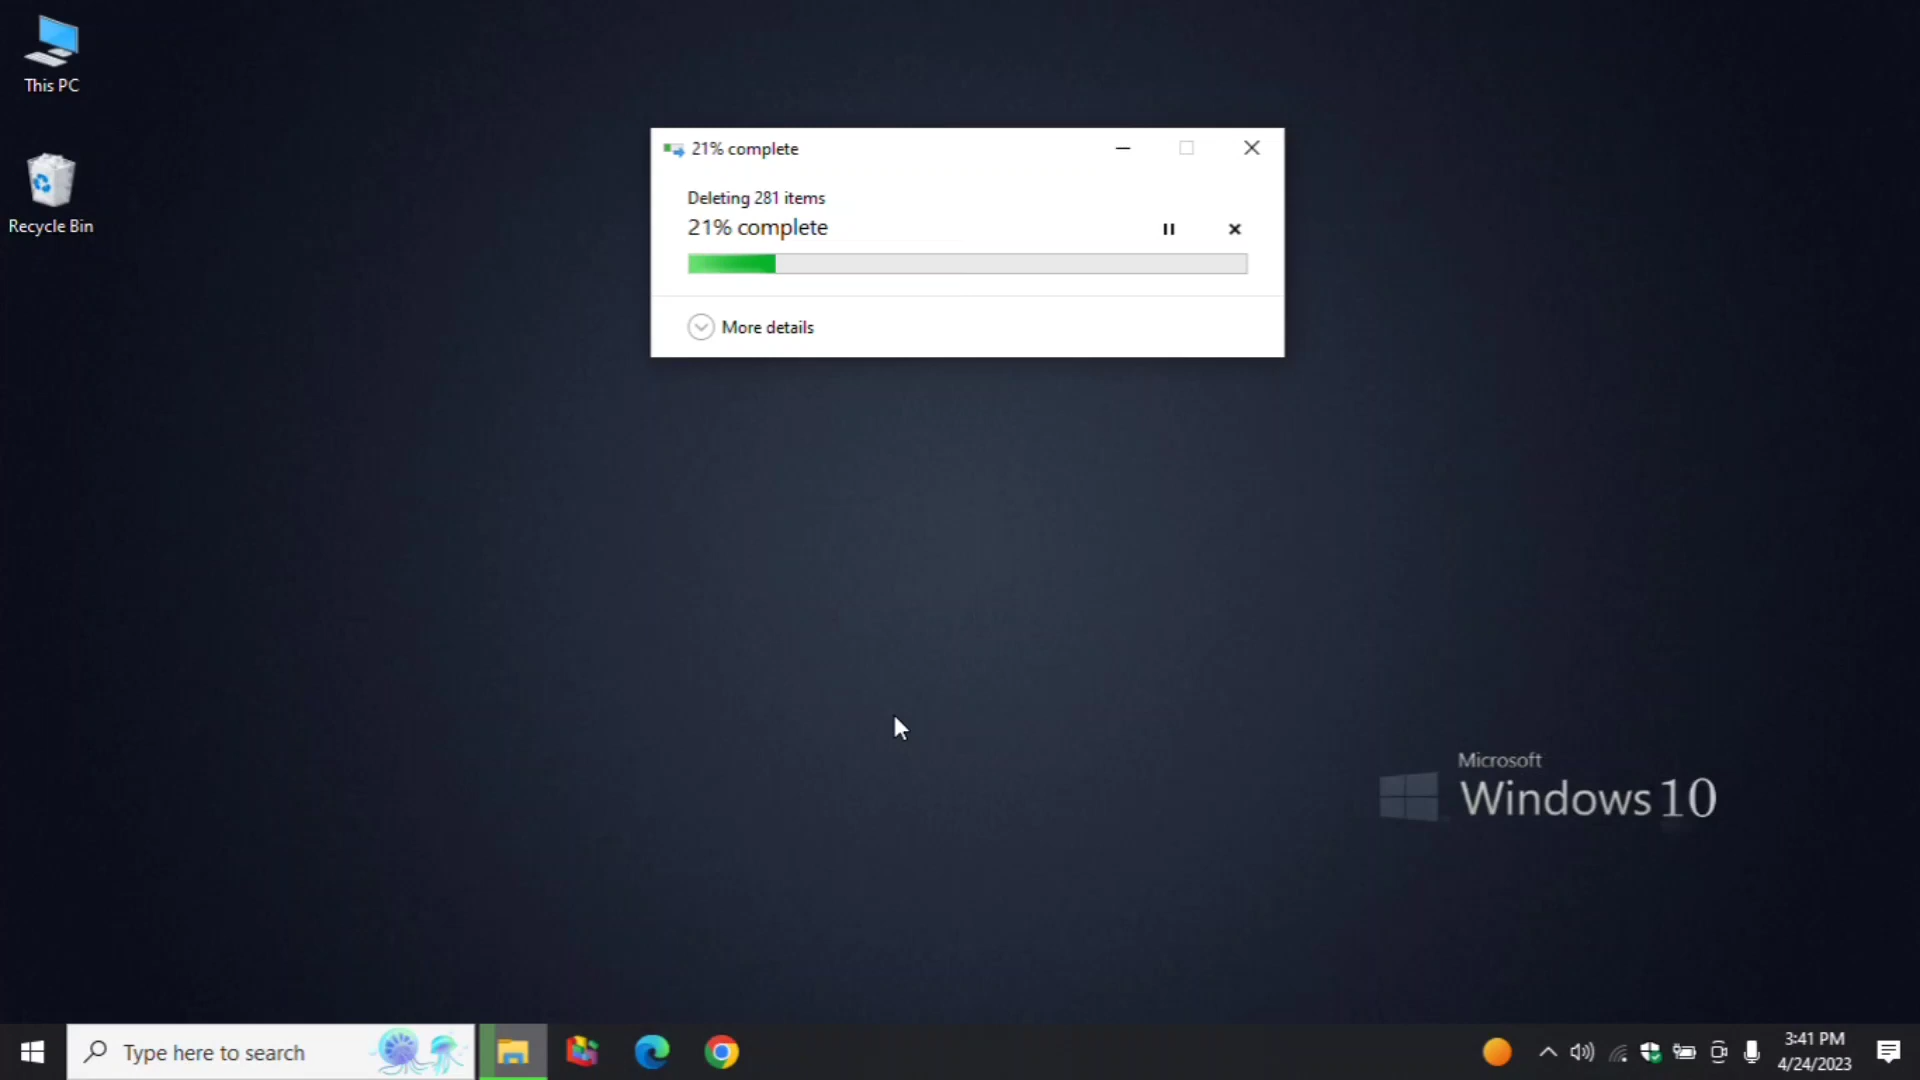 This PC
Recycle Bin
21% complete
Deleting 281 items
21% complete
More details
Microsoft
Windows 10
Type here to search
3:41 PM
4/24/2023